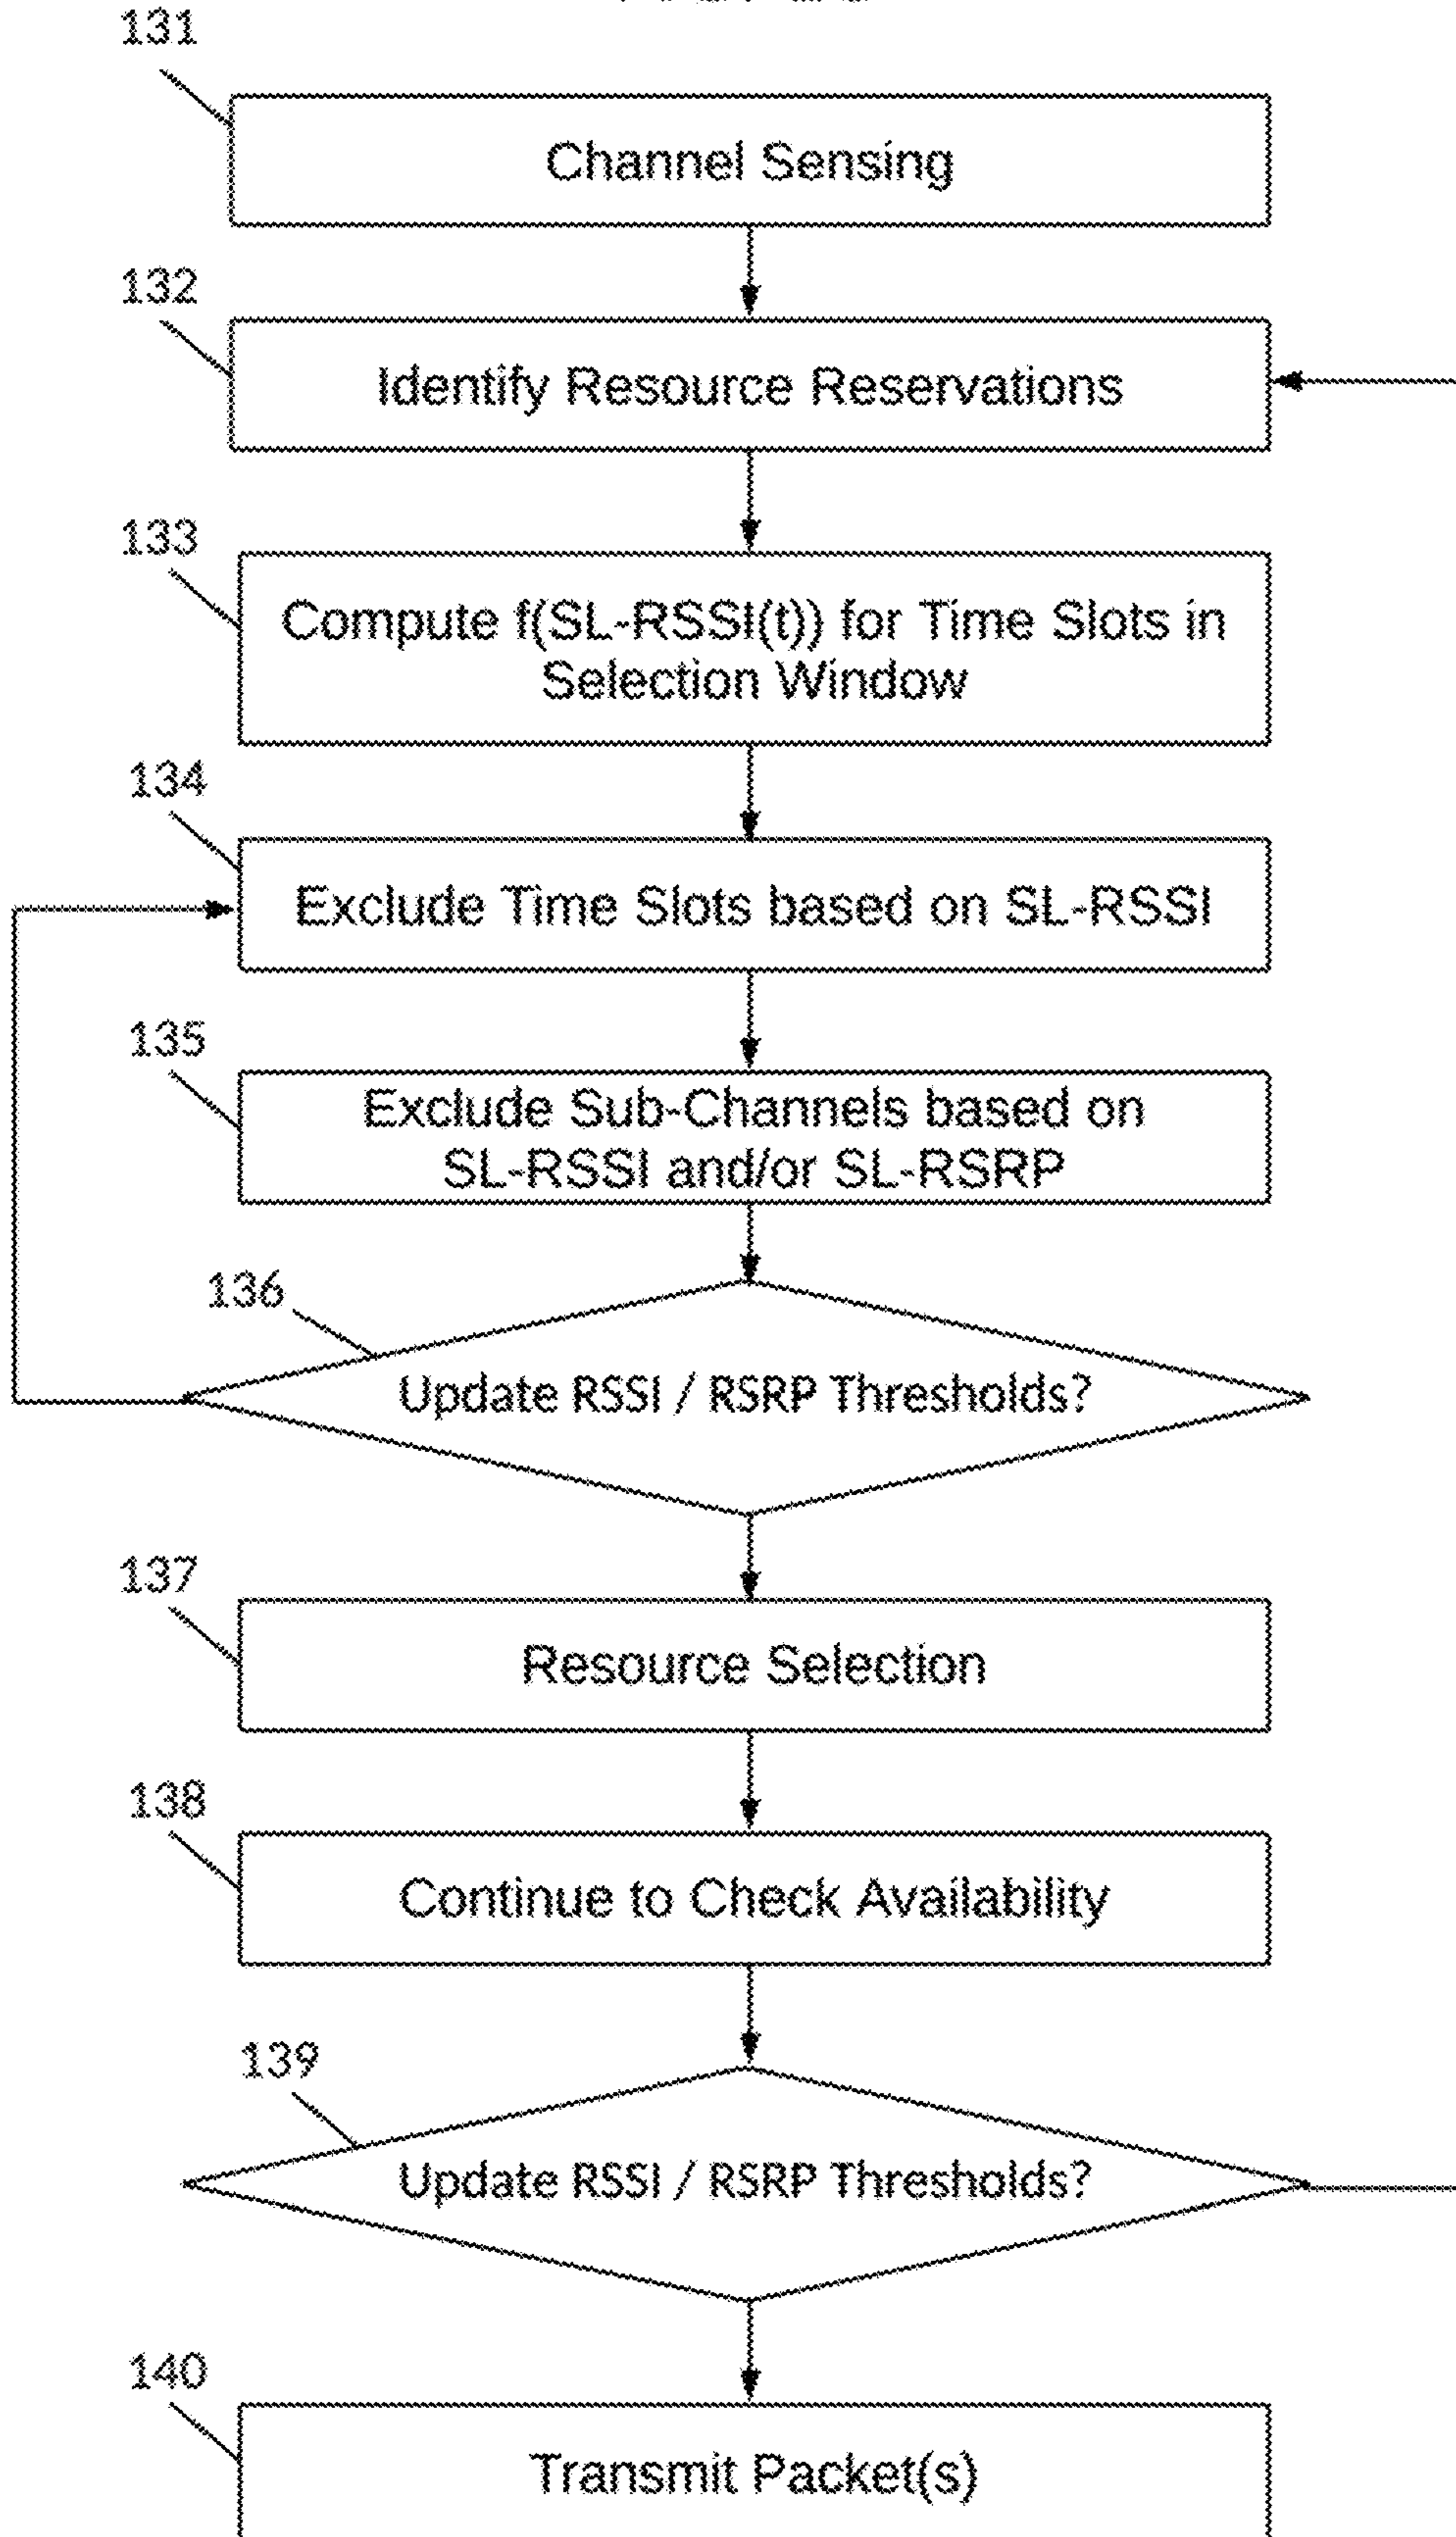 131
Channel Sensing
132
Identify Resource Reservations
133
Compute f(SL-RSSI(t)) for Time Slots in
Selection Window
134
Exclude Time Slots based on SL-RSSI
135
Exclude Sub-Channels based on
SL-RSSI and/or SL-RSRP
136
Update RSSI / RSRP Thresholds?
137
Resource Selection
138
Continue to Check Availability
139
Update RSSI / RSRP Thresholds?
140
Transmit Packet(s)